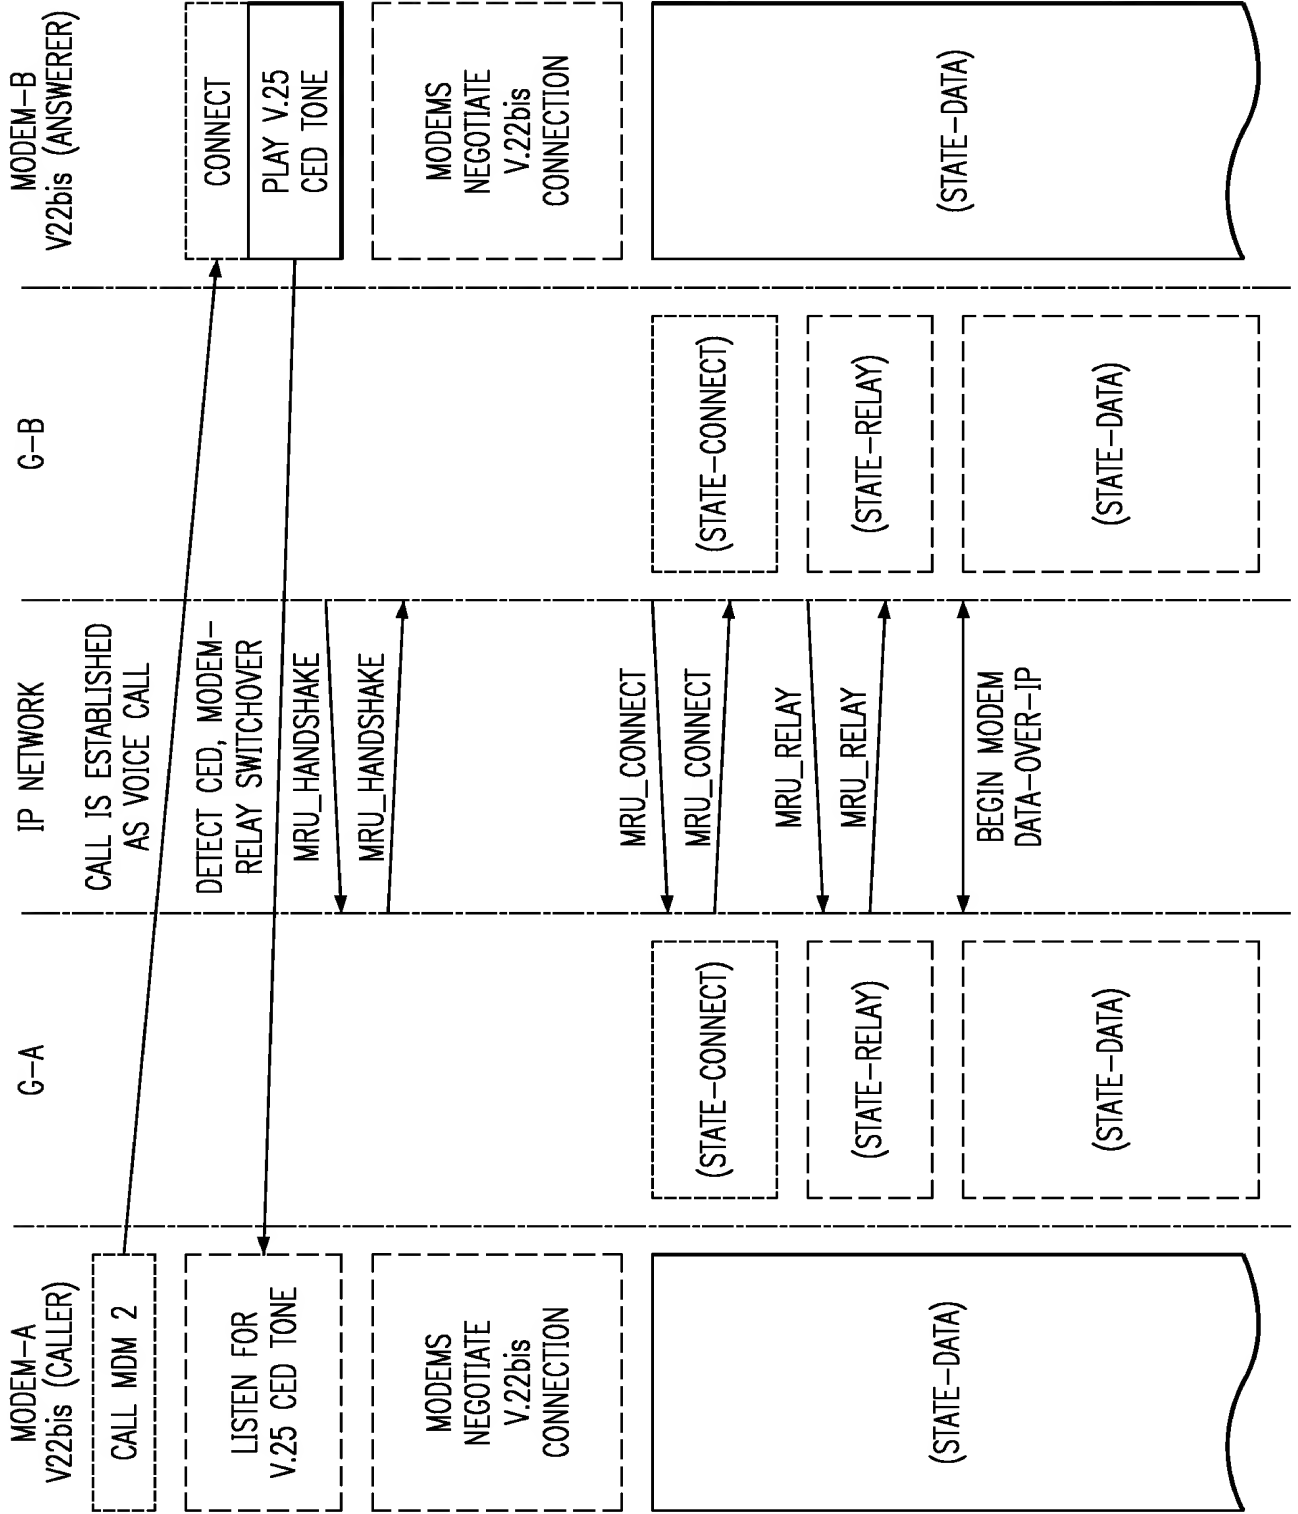 MODEM-A
V22bis (CALLER)
G-A
IP NETWORK
G-B
MODEM-B
V22bis (ANSWERER)
CALL MDM 2
CALL IS ESTABLISHED
AS VOICE CALL
CONNECT
LISTEN FOR
V.25 CED TONE
DETECT CED, MODEM-
RELAY SWITCHOVER
PLAY V.25
CED TONE
MRU_HANDSHAKE
MRU_HANDSHAKE
MODEMS
NEGOTIATE
V.22bis
CONNECTION
MODEMS
NEGOTIATE
V.22bis
CONNECTION
(STATE-CONNECT)
MRU_CONNECT
MRU_CONNECT
(STATE-CONNECT)
(STATE-RELAY)
MRU_RELAY
MRU_RELAY
(STATE-RELAY)
(STATE-DATA)
(STATE-DATA)
BEGIN MODEM
DATA-OVER-IP
(STATE-DATA)
(STATE-DATA)